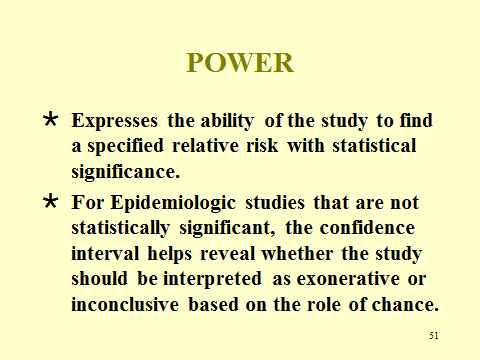 POWER
* Expresses the ability of the study to find
a specified relative risk with statistical
significance.
* For Epidemiologic studies that are not
statistically significant, the confidence
interval helps reveal whether the study
should be interpreted as exonerative or
inconclusive based on the role of chance.
51